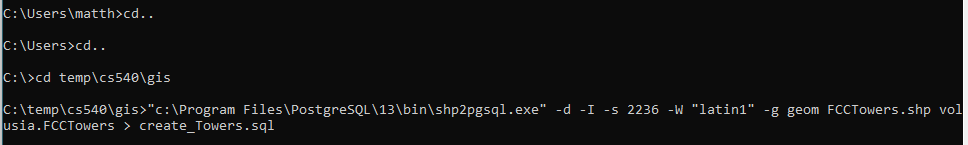 C:\Users\matth>cd..
C:\Users>cd..
C:\>cd temp\cs540\gis
C:\temp\cs540\gis>"c:\Program Files\PostgreSQL\13\bin\shp2pgsql.exe" -d -I -s 2236 -W "latin1" -g geom FCCTowers.shp vol
usia.FCCTowers > create_Towers.sql